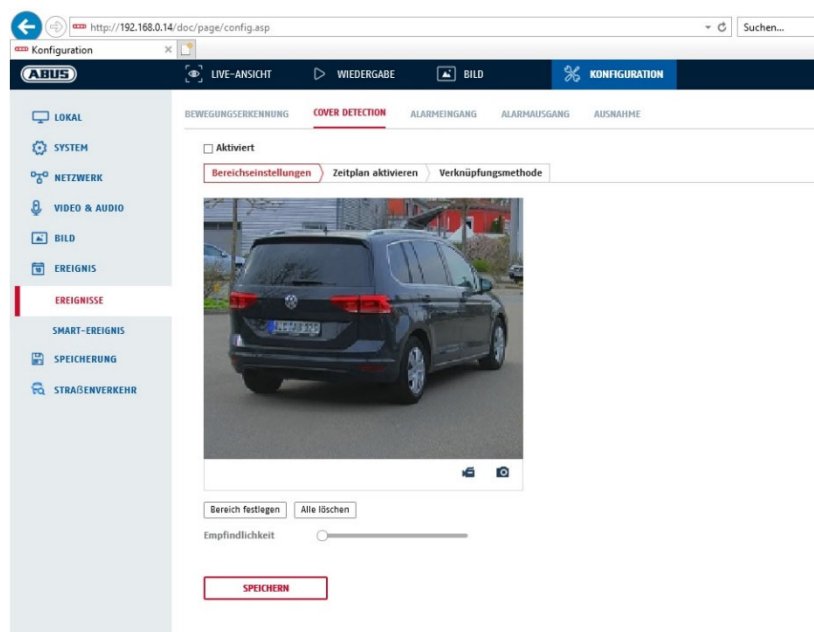 http://192.168.0.14/doc/page/config.asp
Suchen...
Konfiguration
ABUS
LIVE-ANSICHT
WIEDERGABE
BILD
KONFIGURATION
LOKAL
SYSTEM
NETZWERK
VIDEO & AUDIO
BILD
EREIGNIS
EREIGNISSE
SMART-EREIGNIS
SPEICHERUNG
STRAßENVERKEHR
BEWEGUNGSERKENNUNG
COVER DETECTION
ALARMEINGANG
ALARMAUSGANG
AUSNAHME
Aktiviert
Bereichseinstellungen
Zeitplan aktivieren
Verknüpfungsmethode
Bereich festlegen
Alle löschen
Empfindlichkeit
SPEICHERN